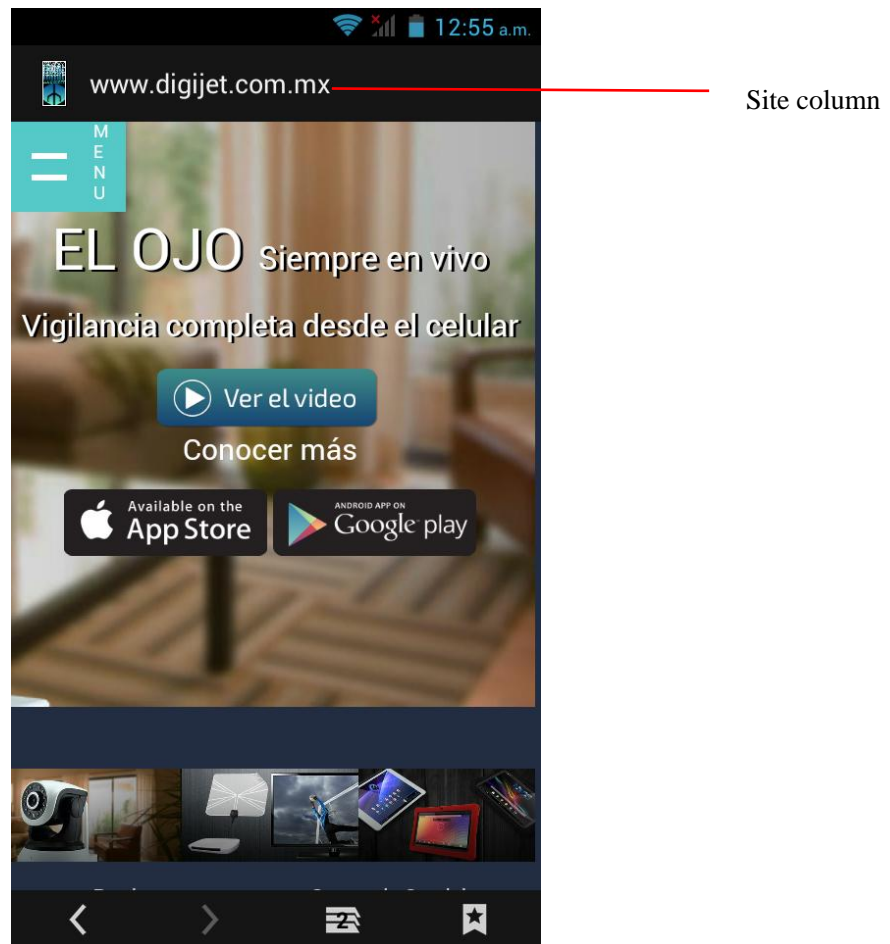 12:55 a.m.
www.digijet.com.mx
Site column
MENU
EL OJO Siempre en vivo
Vigilancia completa desde el celular
Ver el video
Conocer más
Available on the
App Store
ANDROID APP ON
Google play
2